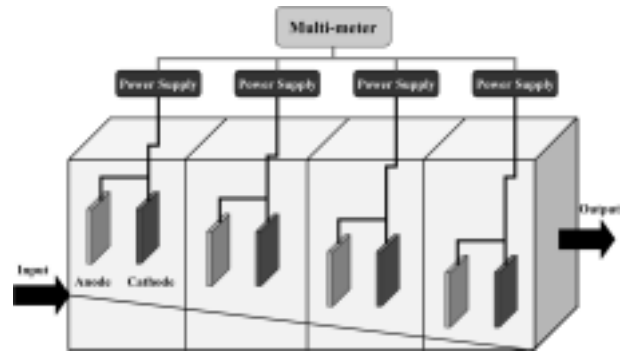 Multi-meter
Power Supply Power Supply Power Supply Power Supply
Output
Input
Anode Cathode